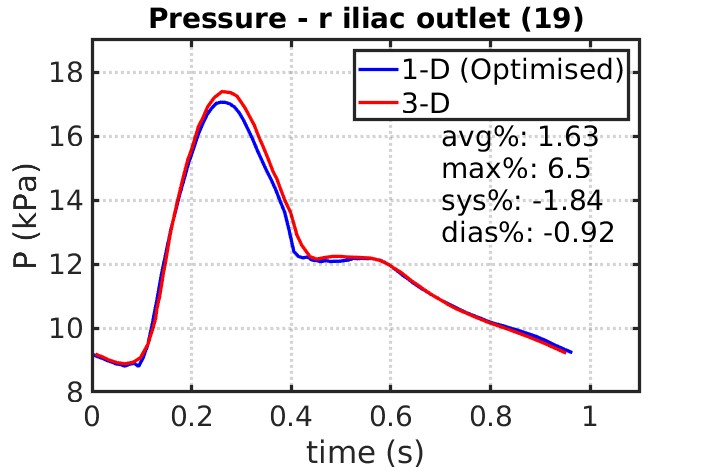 Pressure - r iliac outlet (19)
1-D (Optimised)
3-D
avg%: 1.63
max%: 6.5
sys%: -1.84
dias%: -0.92
P (kPa)
18
16
14
12
10
8
0 0.2 0.4 0.6 0.8 1
time (s)